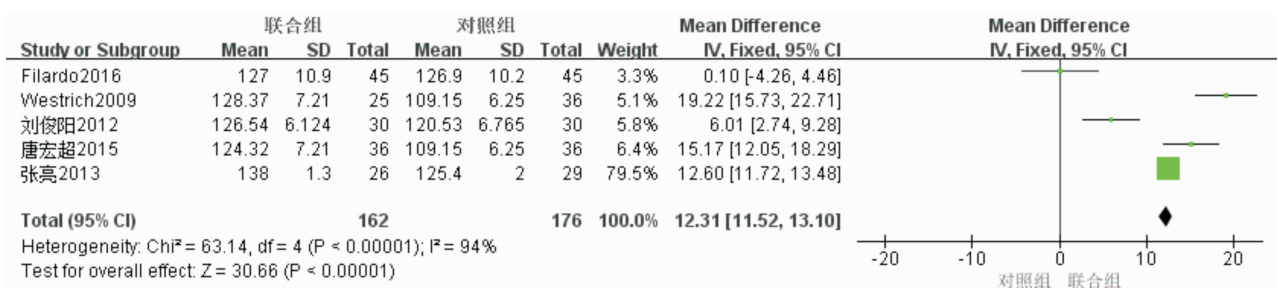 联合组 对照组 Mean Difference Mean Difference
Study or Subgroup Mean SD Total Mean SD Total Weight IV, Fixed, 95% CI IV, Fixed, 95% CI
Filardo2016 127 10.9 45 126.9 10.2 45 3.3% 0.10 [-4.26, 4.46]
Westrich2009 128.37 7.21 25 109.15 6.25 36 5.1% 19.22 [15.73, 22.71]
刘俊阳2012 126.54 6.124 30 120.53 6.765 30 5.8% 6.01 [2.74, 9.28]
唐宏超2015 124.32 7.21 36 109.15 6.25 36 6.4% 15.17 [12.05, 18.29]
张亮2013 138 1.3 26 125.4 2 29 79.5% 12.60 [11.72, 13.48]
Total (95% CI) 162 176 100.0% 12.31 [11.52, 13.10]
Heterogeneity: Chi² = 63.14, df = 4 (P < 0.00001); I² = 94%
Test for overall effect: Z = 30.66 (P < 0.00001)
-20 -10 0 10 20
对照组 联合组